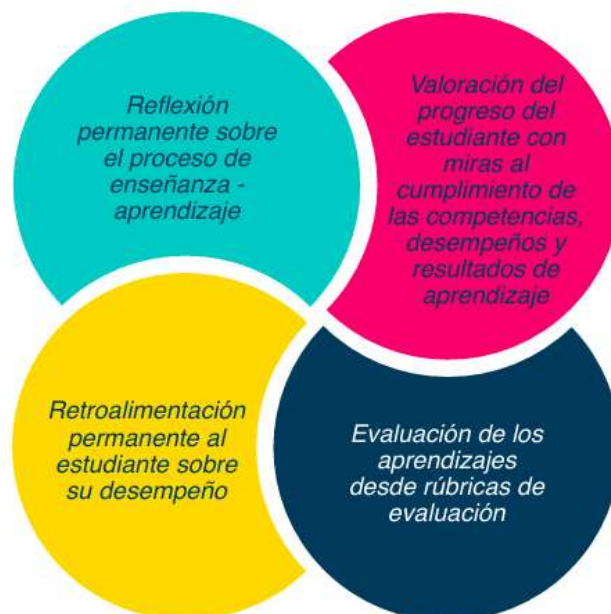 Reflexión
permanente sobre
el proceso de
enseñanza -
aprendizaje
Valoración del
progreso del
estudiante con
miras al
cumplimiento de
las competencias,
desempeños y
resultados de
aprendizaje
Retroalimentación
permanente al
estudiante sobre
su desempeño
Evaluación de los
aprendizajes
desde rúbricas de
evaluación